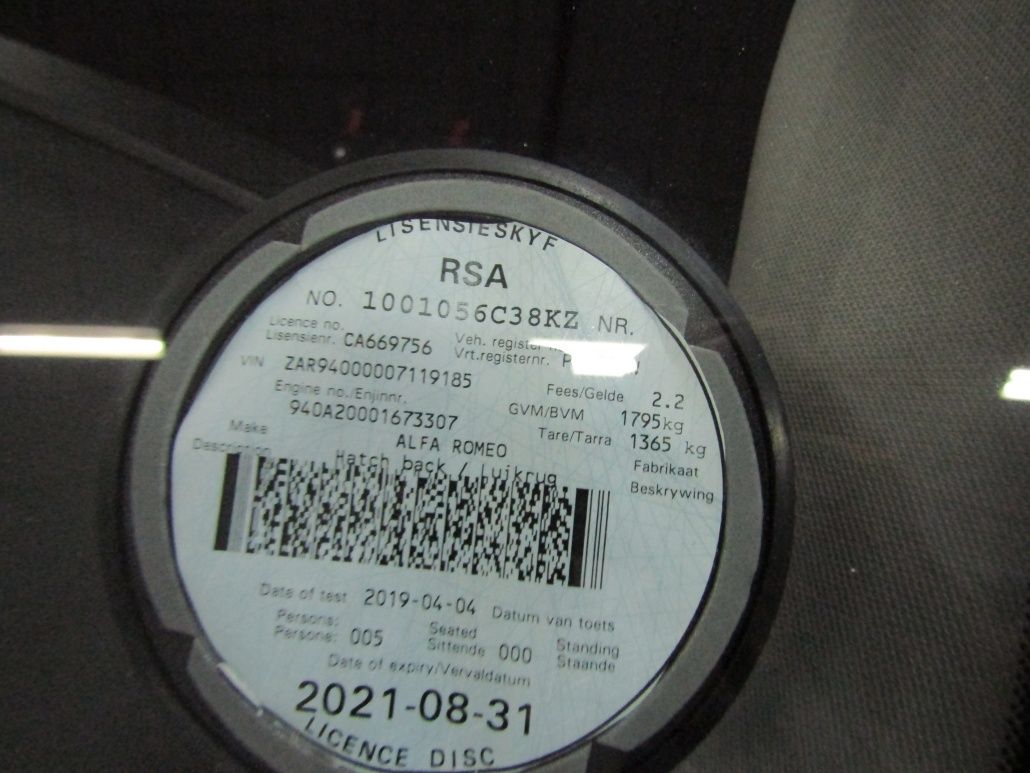 LISENSIESKYF
RSA
NO. 1001056C38KZ NR.
Licence no. Veh. register
Lisensienr. CA669756 Vrt.registernr.
VIN ZAR94000007119185 Fees/Gelde 2.2
Engine no./Enjinnr. GVM/BVM 1795kg
940A20001673307 Tare/Tarra 1365 kg
Make ALFA ROMEO Fabrikaat
Description Hatch back / Luikrug Beskrywing
Date of test 2019-04-04 Datum van toets
Persons: Seated Standing
Persone: 005 Sittende 000 Staande
Date of expiry/Vervaldatum
2021-08-31
LICENCE DISC